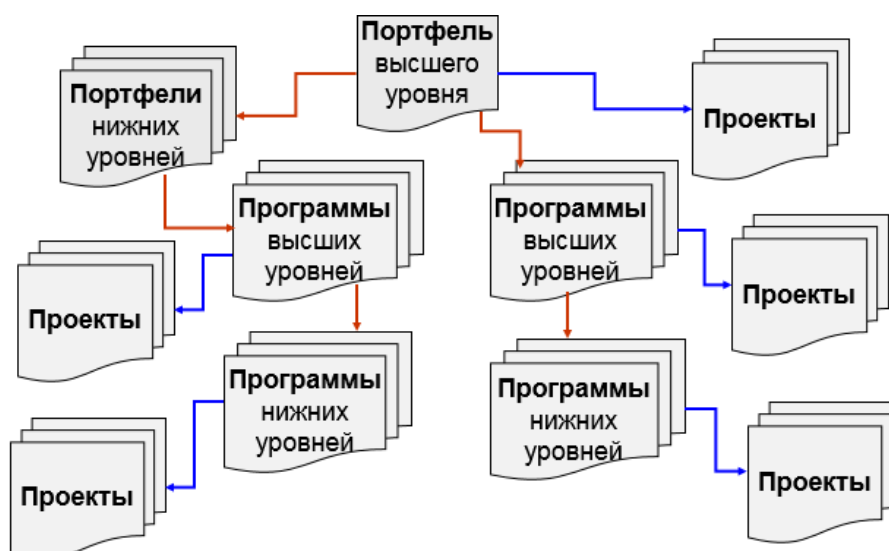 Портфель
высшего
уровня
Портфели
нижних
уровней
Проекты
Программы
высших
уровней
Программы
высших
уровней
Проекты
Проекты
Программы
нижних
уровней
Программы
нижних
уровней
Проекты
Проекты